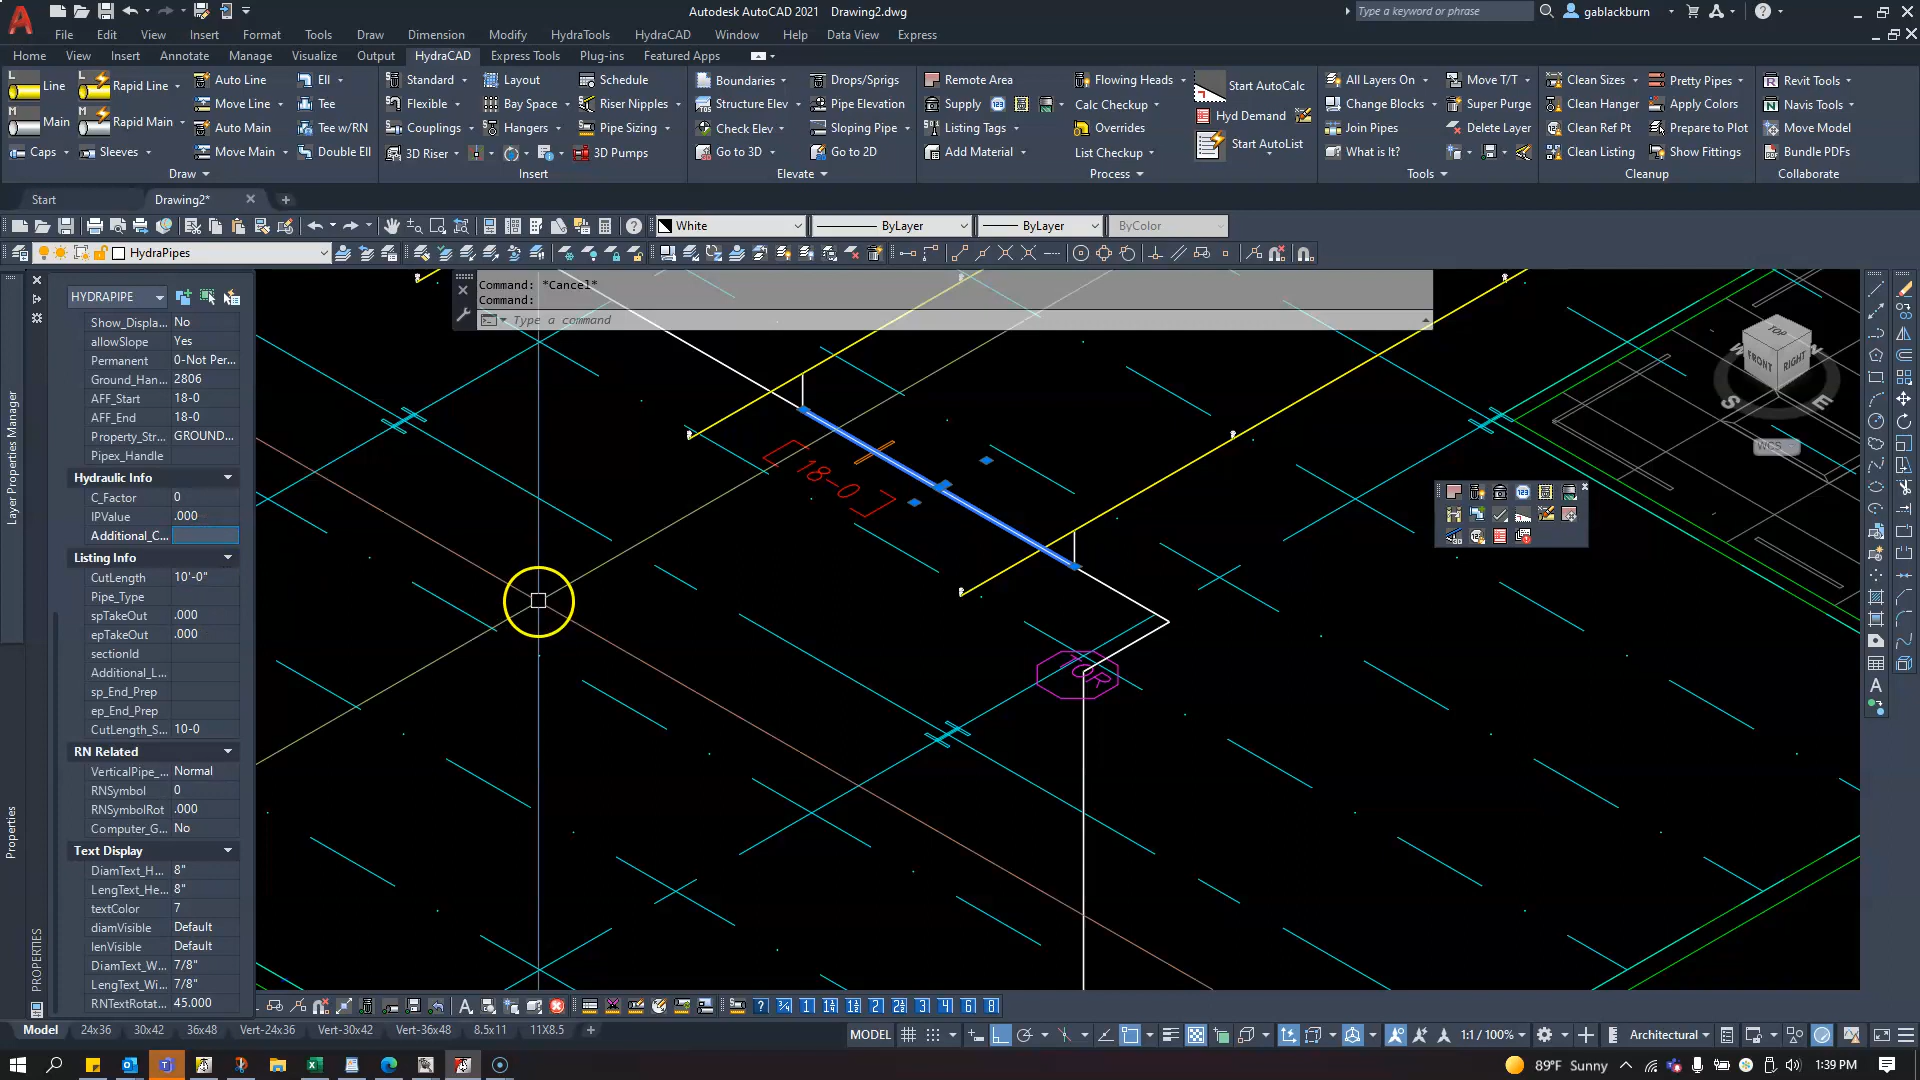 Autodesk AutoCAD 2021 Drawing2.dwg
Type a keyword or phrase
gablackburn
File Edit View Insert Format Tools Draw Dimension Modify HydraTools HydraCAD Window Help Data View Express
Home View Insert Annotate Manage Visualize Output HydraCAD Express Tools Plug-ins Featured Apps
L Line Rapid Line Auto Line Ell
Move Line Tee
M Main Rapid Main Auto Main Tee w/RN
Caps Sleeves Move Main Double Ell
Draw
Standard Layout Schedule
Flexible Bay Space Riser Nipples
Couplings Hangers Pipe Sizing
3D Riser 3D Pumps
Insert
Boundaries Drops/Sprigs
Structure Elev Pipe Elevation
Check Elev Sloping Pipe
Go to 3D Go to 2D
Elevate
Remote Area Flowing Heads Start AutoCalc
Supply Calc Checkup Hyd Demand
Listing Tags Overrides Start AutoList
Add Material List Checkup
Process
All Layers On Move T/T
Change Blocks Super Purge
Join Pipes Delete Layer
What is It?
Tools
Clean Sizes Pretty Pipes
Clean Hanger Apply Colors
Clean Ref Pt Prepare to Plot
Clean Listing Show Fittings
Cleanup
Revit Tools
Navis Tools
Move Model
Bundle PDFs
Collaborate
Start Drawing2*
White ByLayer ByLayer ByColor
HydraPipes
Command: *Cancel*
Command:
Type a command
Layer Properties Manager
Properties
PROPERTIES
HYDRAPIPE
Show_Displa... No
allowSlope Yes
Permanent 0-Not Per...
Ground_Han... 2806
AFF_Start 18-0
AFF_End 18-0
Property_Str... GROUND...
Pipex_Handle
Hydraulic Info
C_Factor 0
IPValue .000
Additional_C...
Listing Info
CutLength 10'-0"
Pipe_Type
spTakeOut .000
epTakeOut .000
sectionId
Additional_L...
sp_End_Prep
ep_End_Prep
CutLength_S... 10-0
RN Related
VerticalPipe_... Normal
RNSymbol 0
RNSymbolRot .000
Computer_G... No
Text Display
DiamText_H... 8"
LengText_He... 8"
textColor 7
diamVisible Default
lenVisible Default
DiamText_W... 7/8"
LengText_Wi... 7/8"
RNTextRotat... 45.000
[ 18-0 ]
TOR
TOP
FRONT RIGHT
W N
S E
WCS
? ¾ 1 1¼ 1½ 2 2½ 3 4 6 8
Model 24x36 30x42 36x48 Vert-24x36 Vert-30x42 Vert-36x48 8.5x11 11X8.5
MODEL 1:1 / 100% Architectural
89°F Sunny 1:39 PM